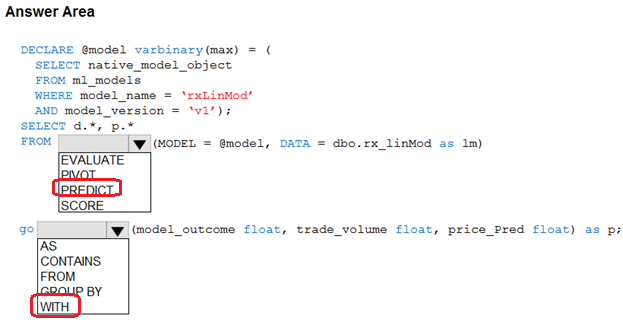 Answer Area
DECLARE @model varbinary(max) = (
SELECT native_model_object
FROM ml_models
WHERE model_name = ‘rxLinMod’
AND model_version = ‘v1’);
SELECT d.*, p.*
FROM (MODEL = @model, DATA = dbo.rx_linMod as lm)
EVALUATE
PIVOT
PREDICT
SCORE
go (model_outcome float, trade_volume float, price_Pred float) as p;
AS
CONTAINS
FROM
GROUP BY
WITH